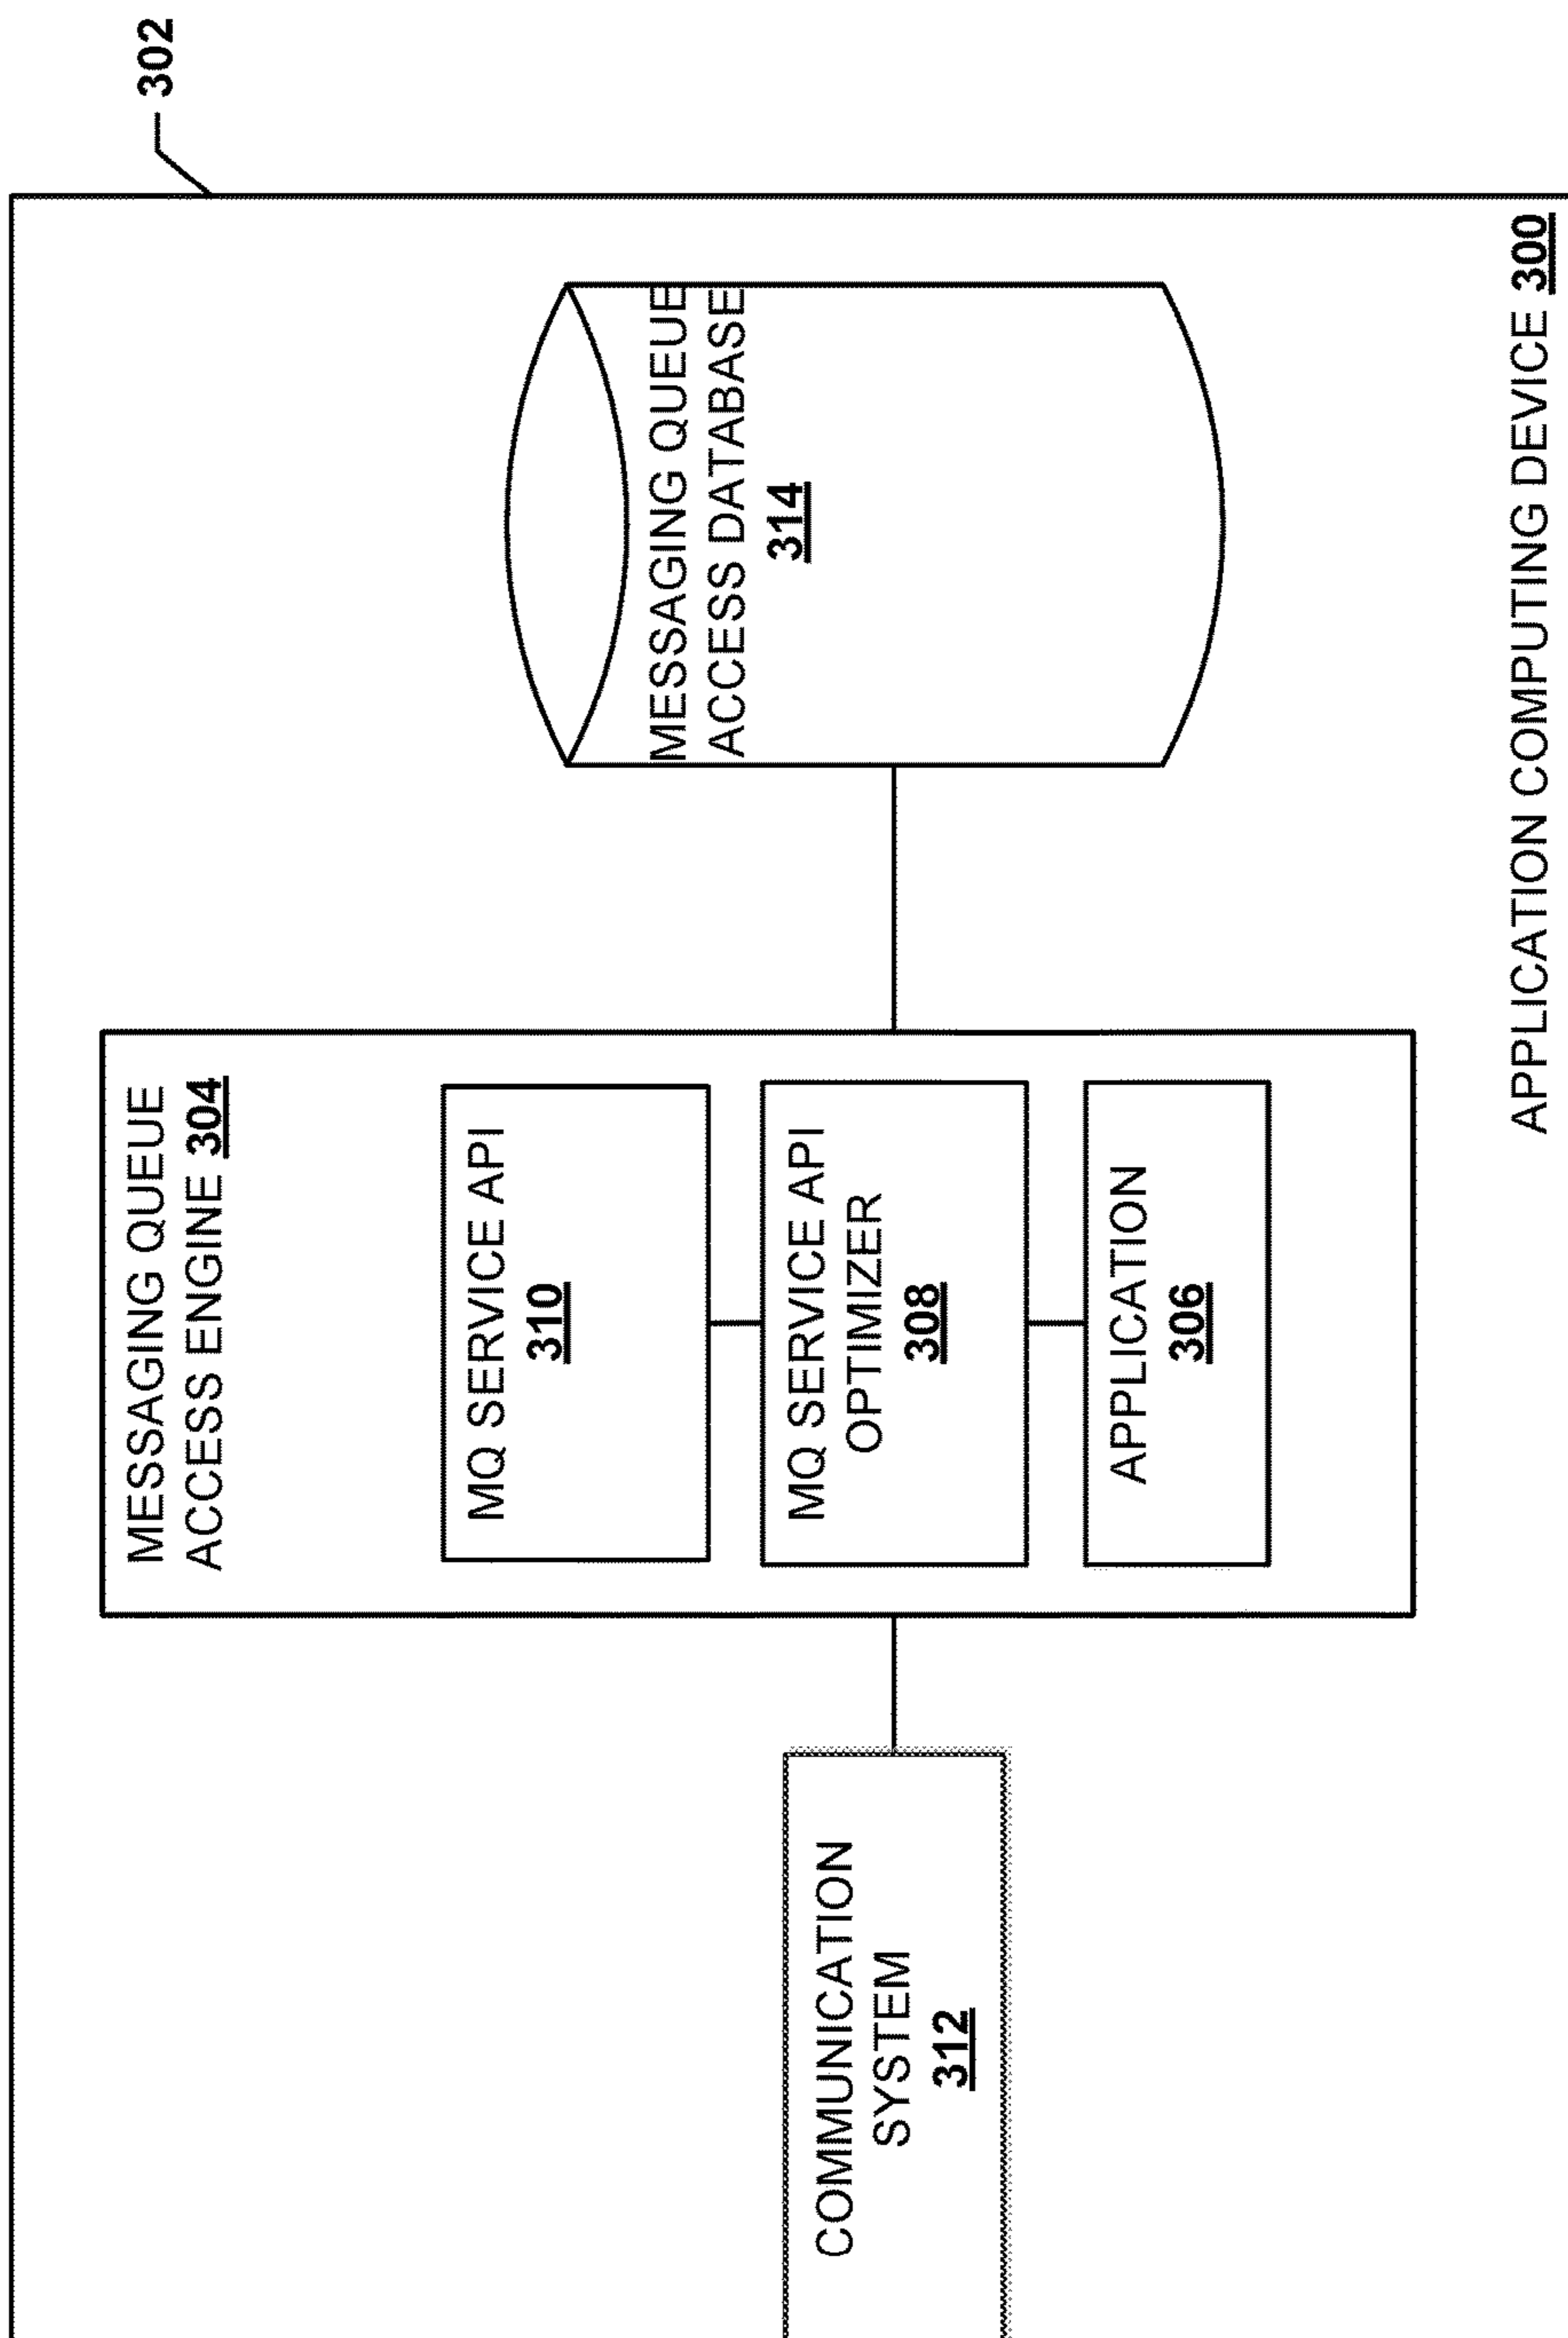 302
MESSAGING QUEUE
ACCESS ENGINE 304
MQ SERVICE API
310
MQ SERVICE API
OPTIMIZER
308
APPLICATION
306
COMMUNICATION
SYSTEM
312
MESSAGING QUEUE
ACCESS DATABASE
314
APPLICATION COMPUTING DEVICE 300